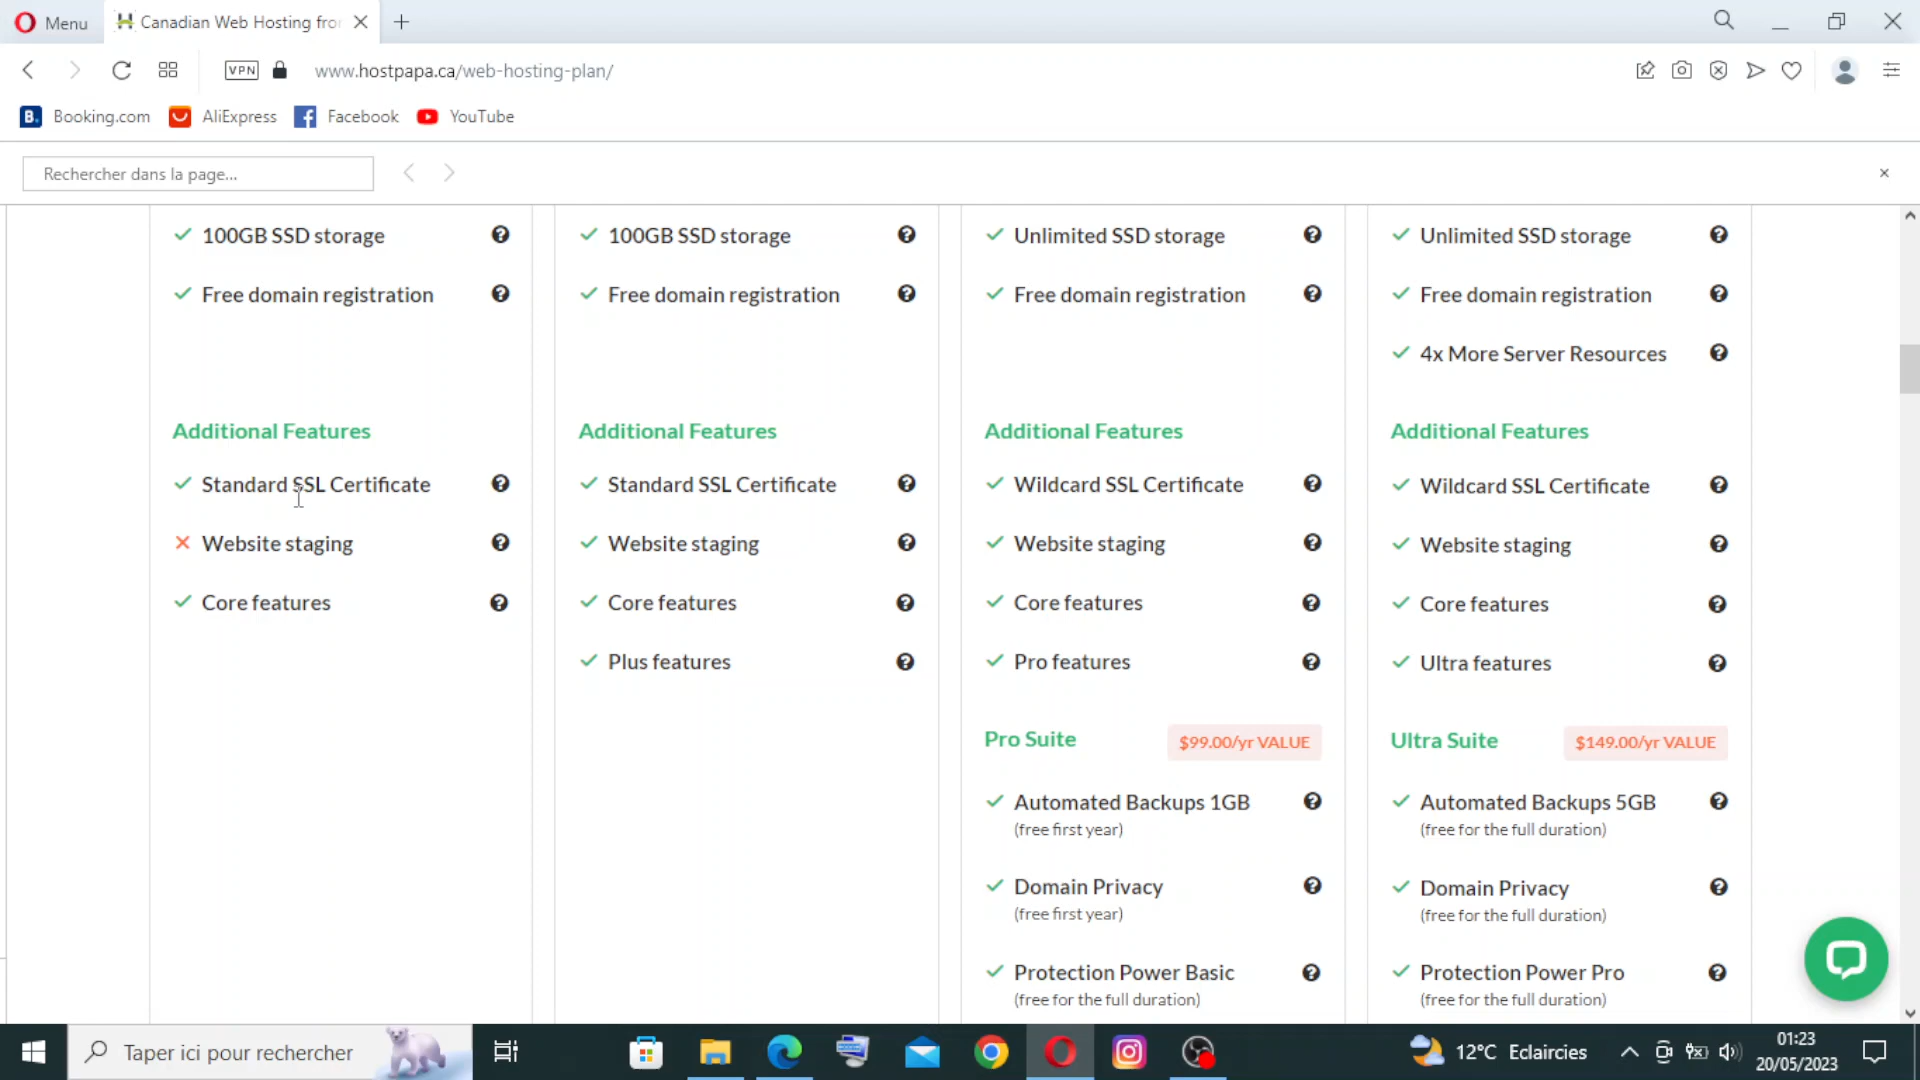 Menu
Canadian Web Hosting fro
VPN
www.hostpapa.ca/web-hosting-plan/
B.
Booking.com
AliExpress
Facebook
YouTube
Rechercher dans la page...
100GB SSD storage
Free domain registration
Additional Features
Standard SSL Certificate
Website staging
Core features
100GB SSD storage
Free domain registration
Additional Features
Standard SSL Certificate
Website staging
Core features
Plus features
Unlimited SSD storage
Free domain registration
Additional Features
Wildcard SSL Certificate
Website staging
Core features
Pro features
Pro Suite
$99.00/yr VALUE
Automated Backups 1GB
(free first year)
Domain Privacy
(free first year)
Protection Power Basic
(free for the full duration)
Unlimited SSD storage
Free domain registration
4x More Server Resources
Additional Features
Wildcard SSL Certificate
Website staging
Core features
Ultra features
Ultra Suite
$149.00/yr VALUE
Automated Backups 5GB
(free for the full duration)
Domain Privacy
(free for the full duration)
Protection Power Pro
(free for the full duration)
Taper ici pour rechercher
12°C Eclaircies
01:23
20/05/2023